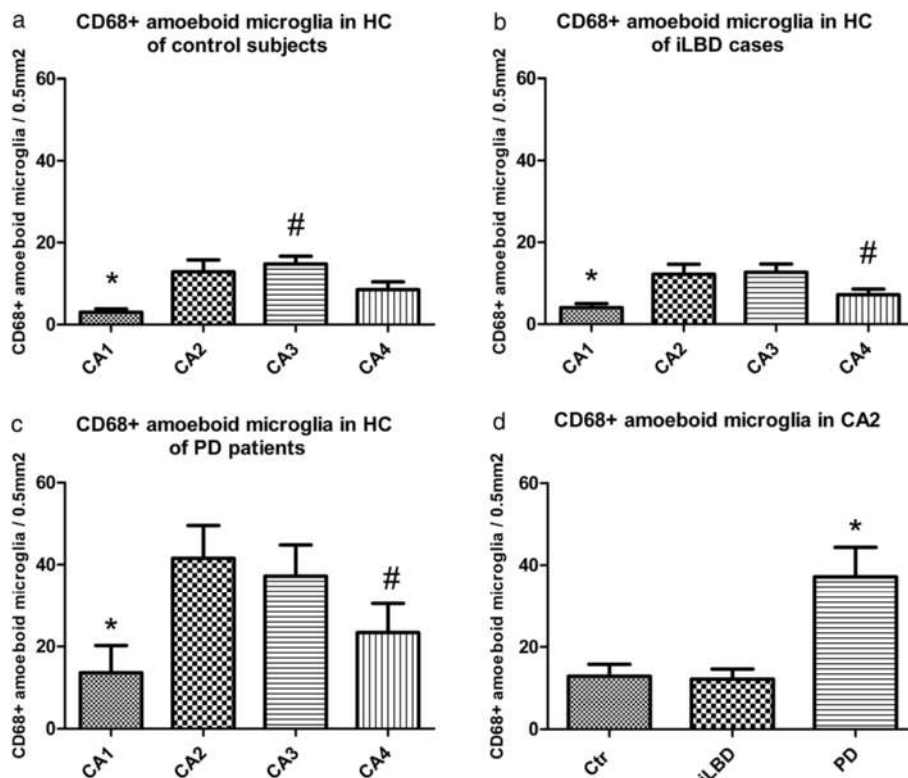 a
CD68+ amoeboid microglia in HC
of control subjects
CD68+ amoeboid microglia / 0.5mm2
60
40
20
0
*
#
CA1
CA2
CA3
CA4
b
CD68+ amoeboid microglia in HC
of iLBD cases
CD68+ amoeboid microglia / 0.5mm2
60
40
20
0
*
#
CA1
CA2
CA3
CA4
c
CD68+ amoeboid microglia in HC
of PD patients
CD68+ amoeboid microglia / 0.5mm2
60
40
20
0
*
#
CA1
CA2
CA3
CA4
d
CD68+ amoeboid microglia in CA2
CD68+ amoeboid microglia / 0.5mm2
60
40
20
0
*
Ctr
iLBD
PD